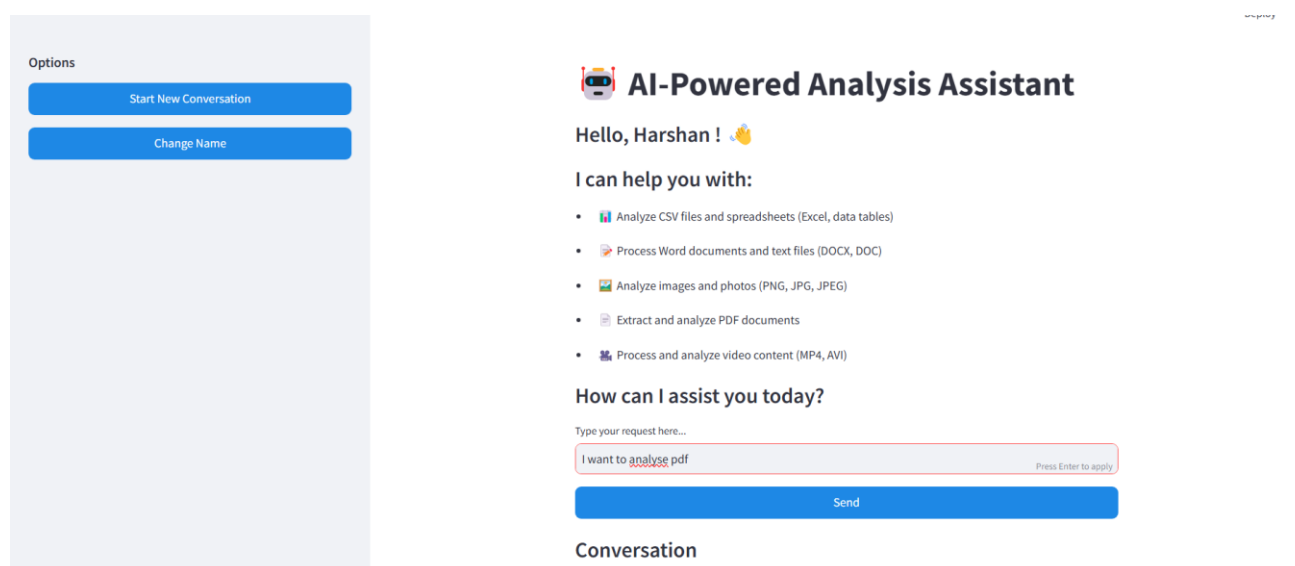 Deploy
Options
Start New Conversation
Change Name
AI-Powered Analysis Assistant
Hello, Harshan !
I can help you with:
• Analyze CSV files and spreadsheets (Excel, data tables)
• Process Word documents and text files (DOCX, DOC)
• Analyze images and photos (PNG, JPG, JPEG)
• Extract and analyze PDF documents
• Process and analyze video content (MP4, AVI)
How can I assist you today?
Type your request here...
I want to analyse pdf
Press Enter to apply
Send
Conversation